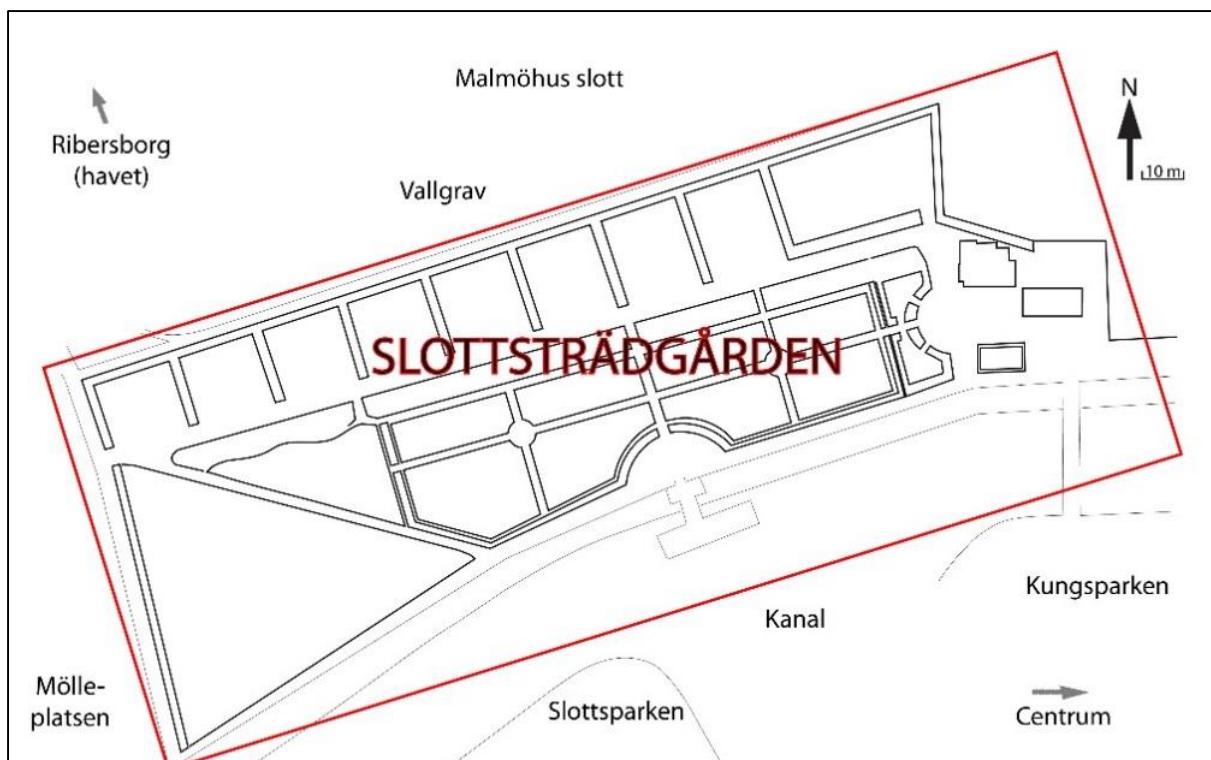 Malmöhus slott
N
Ribersborg
(havet)
10 m
Vallgrav
SLOTTSTRÄDGÅRDEN
Kungsparken
Kanal
Mölle-
platsen
Slottsparken
Centrum